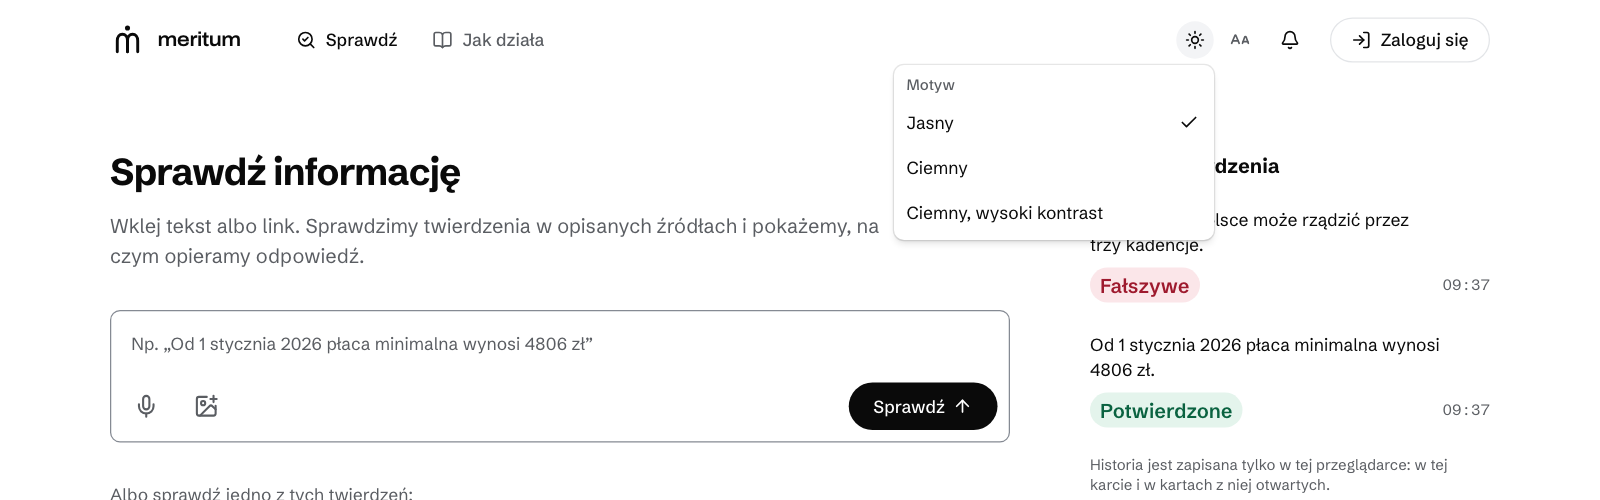 meritum
Sprawdź
Jak działa
AA
Zaloguj się
Motyw
Jasny
Ciemny
Ciemny, wysoki kontrast
Sprawdź informację
Wklej tekst albo link. Sprawdzimy twierdzenia w opisanych źródłach i pokażemy, na
czym opieramy odpowiedź.
Np. „Od 1 stycznia 2026 płaca minimalna wynosi 4806 zł”
Sprawdź
Albo sprawdź jedno z tych twierdzeń:
może rządzić przez
trzy kadencje.
Fałszywe
09:37
Od 1 stycznia 2026 płaca minimalna wynosi
4806 zł.
Potwierdzone
09:37
Historia jest zapisana tylko w tej przeglądarce: w tej
karcie i w kartach z niej otwartych.